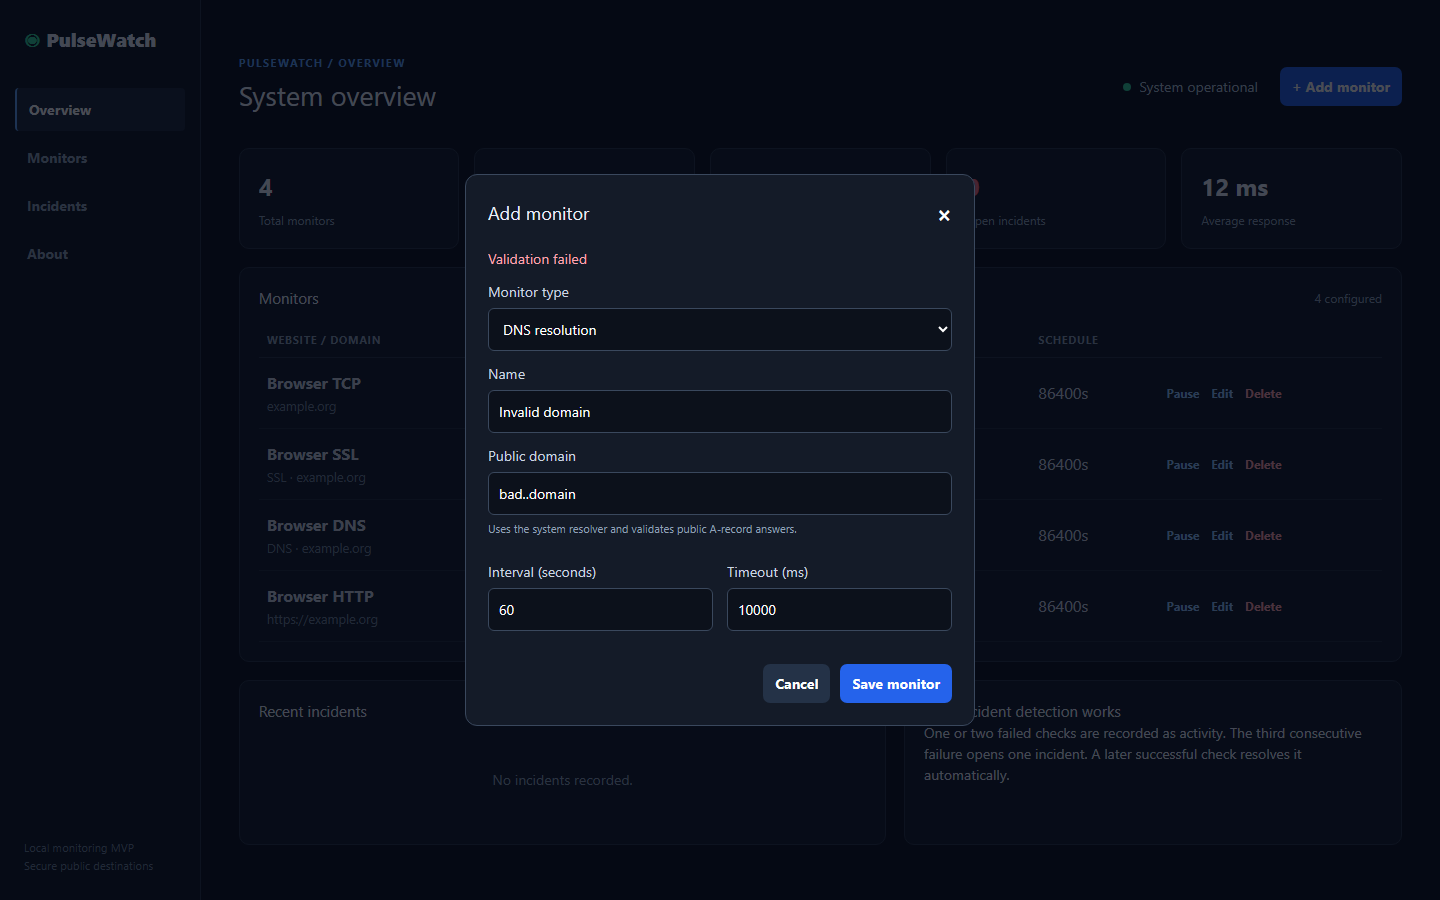 PulseWatch
Overview
Monitors
Incidents
About
Local monitoring MVP
Secure public destinations
PULSEWATCH / OVERVIEW
System overview
System operational
+ Add monitor
4
Total monitors
pen incidents
12 ms
Average response
Monitors
4 configured
WEBSITE / DOMAIN
SCHEDULE
Browser TCP
example.org
86400s
Pause Edit Delete
Browser SSL
SSL · example.org
86400s
Pause Edit Delete
Browser DNS
DNS · example.org
86400s
Pause Edit Delete
Browser HTTP
https://example.org
86400s
Pause Edit Delete
Recent incidents
No incidents recorded.
cident detection works
One or two failed checks are recorded as activity. The third consecutive
failure opens one incident. A later successful check resolves it
automatically.
Add monitor
×
Validation failed
Monitor type
DNS resolution
Name
Invalid domain
Public domain
bad..domain
Uses the system resolver and validates public A-record answers.
Interval (seconds)
Timeout (ms)
60
10000
Cancel
Save monitor